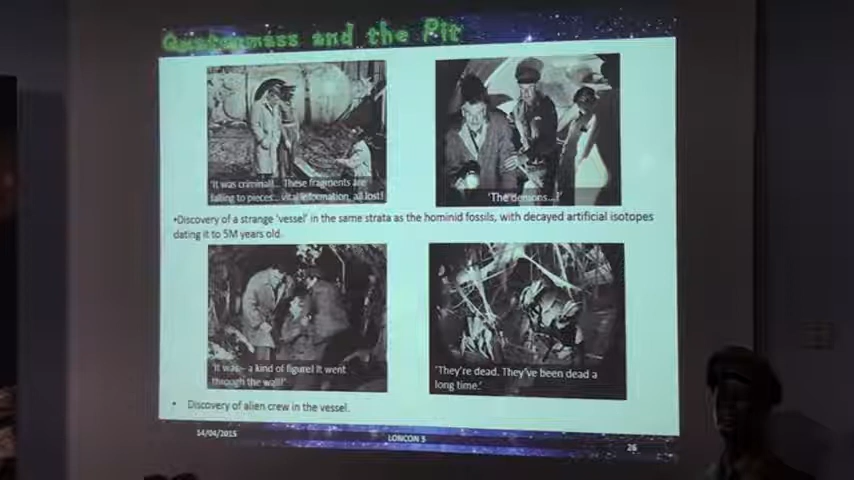 Quatermass and the Pit
'It was criminal!... These fragments are
falling to pieces... vital information, all lost!
'The demons...!'
•Discovery of a strange 'vessel' in the same strata as the hominid fossils, with decayed artificial isotopes
dating it to 5M years old.
'It was – a kind of figure! It went
through the wall!'
'They're dead. They've been dead a
long time.'
• Discovery of alien crew in the vessel.
14/04/2015
LONCON 3
26